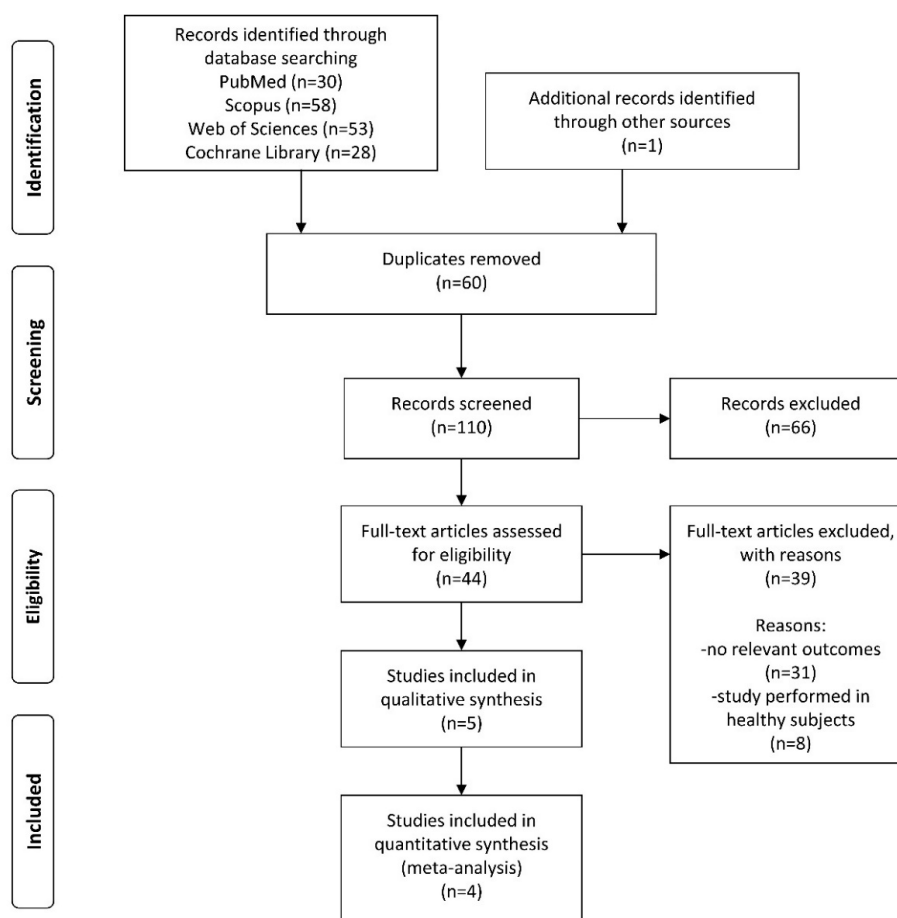 Identification
Records identified through
database searching
PubMed (n=30)
Scopus (n=58)
Web of Sciences (n=53)
Cochrane Library (n=28)
Additional records identified
through other sources
(n=1)
Duplicates removed
(n=60)
Screening
Records screened
(n=110)
Records excluded
(n=66)
Eligibility
Full-text articles assessed
for eligibility
(n=44)
Full-text articles excluded,
with reasons
(n=39)
Reasons:
-no relevant outcomes
(n=31)
-study performed in
healthy subjects
(n=8)
Studies included in
qualitative synthesis
(n=5)
Included
Studies included in
quantitative synthesis
(meta-analysis)
(n=4)